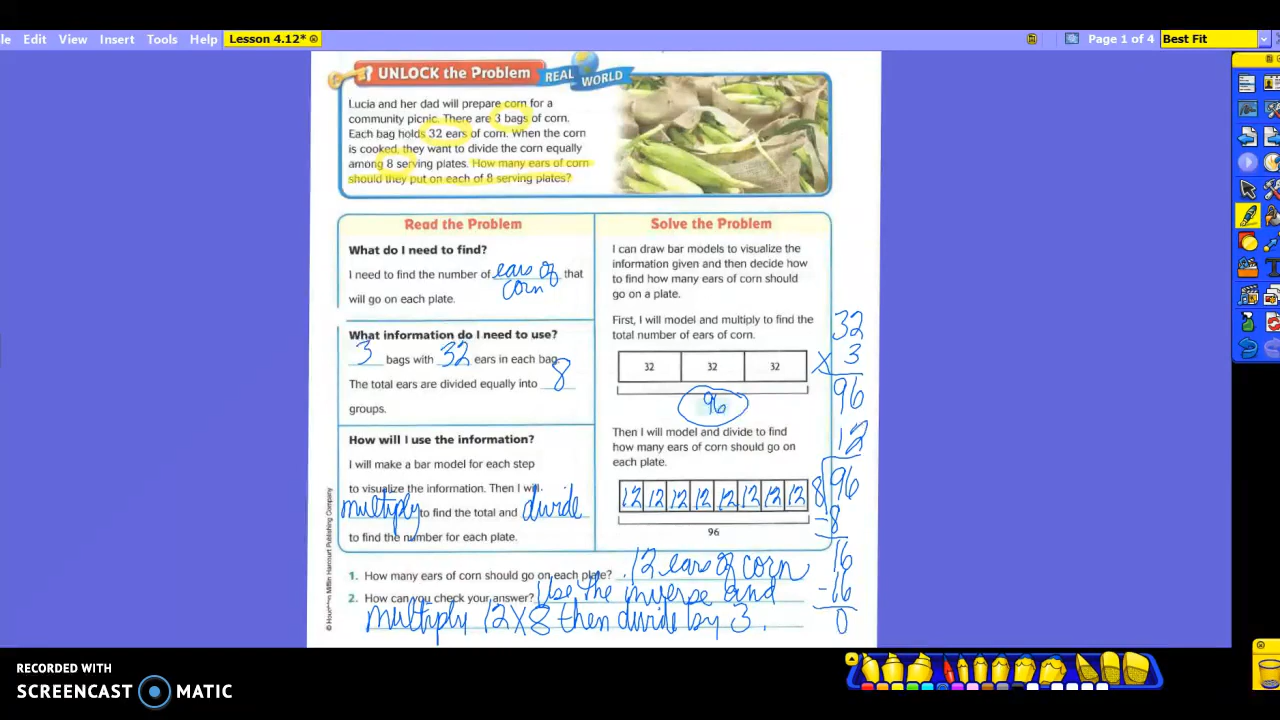 le Edit View Insert Tools Help Lesson 4.12* Page 1 of 4 Best Fit
UNLOCK the Problem REAL WORLD
Lucia and her dad will prepare corn for a
community picnic. There are 3 bags of corn.
Each bag holds 32 ears of corn. When the corn
is cooked, they want to divide the corn equally
among 8 serving plates. How many ears of corn
should they put on each of 8 serving plates?
Read the Problem
What do I need to find?
I need to find the number of ears of corn that
will go on each plate.
What information do I need to use?
3 bags with 32 ears in each bag.
The total ears are divided equally into 8
groups.
How will I use the information?
I will make a bar model for each step
to visualize the information. Then I will
multiply to find the total and divide
to find the number for each plate.
Solve the Problem
I can draw bar models to visualize the
information given and then decide how
to find how many ears of corn should
go on a plate.
First, I will model and multiply to find the
total number of ears of corn.
32 32 32
96
Then I will model and divide to find
how many ears of corn should go on
each plate.
12 12 12 12 12 12 12 12
96
32
x 3
96
12
8 96
-8
16
-16
0
1. How many ears of corn should go on each plate? 12 ears of corn
2. How can you check your answer? Use the inverse and
multiply 12 x 8 then divide by 3.
© Houghton Mifflin Harcourt Publishing Company
RECORDED WITH
SCREENCAST MATIC